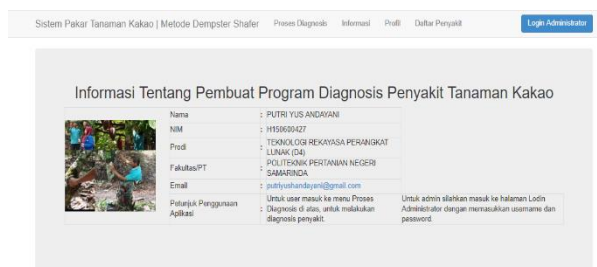 Sistem Pakar Tanaman Kakao | Metode Dempster Shafer Proses Diagnosis Informasi Profil Daftar Penyakit Login Administrator
Informasi Tentang Pembuat Program Diagnosis Penyakit Tanaman Kakao
Nama : PUTRI YUS ANDAYANI
NIM : H150600427
Prodi : TEKNOLOGI REKAYASA PERANGKAT
LUNAK (D4)
Fakultas/PT : POLITEKNIK PERTANIAN NEGERI
SAMARINDA
Email : putriyushandayani@gmail.com
Petunjuk Penggunaan
Aplikasi
: Untuk user masuk ke menu Proses
Diagnosis di atas, untuk melakukan
diagnosis penyakit.
Untuk admin silahkan masuk ke halaman Lodin
Administrator dengan memasukkan username dan
password